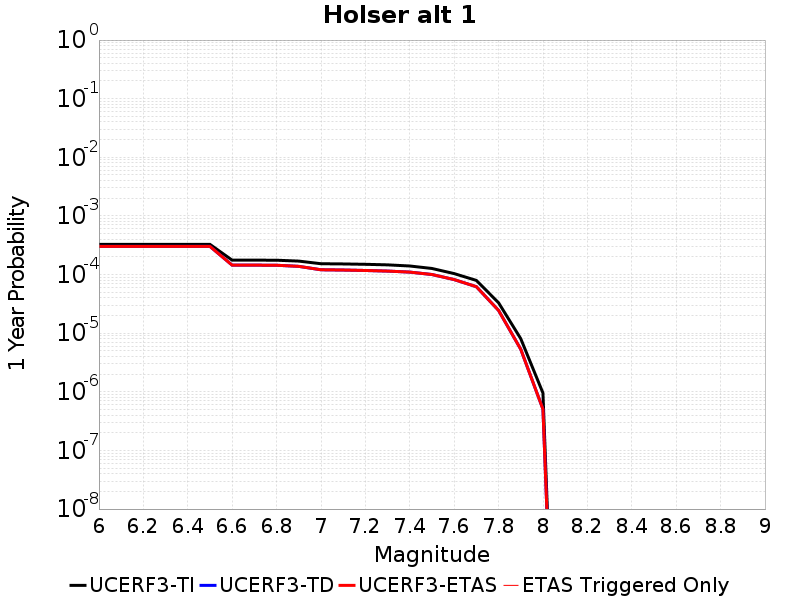 Holser alt 1
10^0
10^-1
10^-2
10^-3
10^-4
10^-5
10^-6
10^-7
10^-8
1 Year Probability
6 6.2 6.4 6.6 6.8 7 7.2 7.4 7.6 7.8 8 8.2 8.4 8.6 8.8 9
Magnitude
UCERF3-TI UCERF3-TD UCERF3-ETAS ETAS Triggered Only